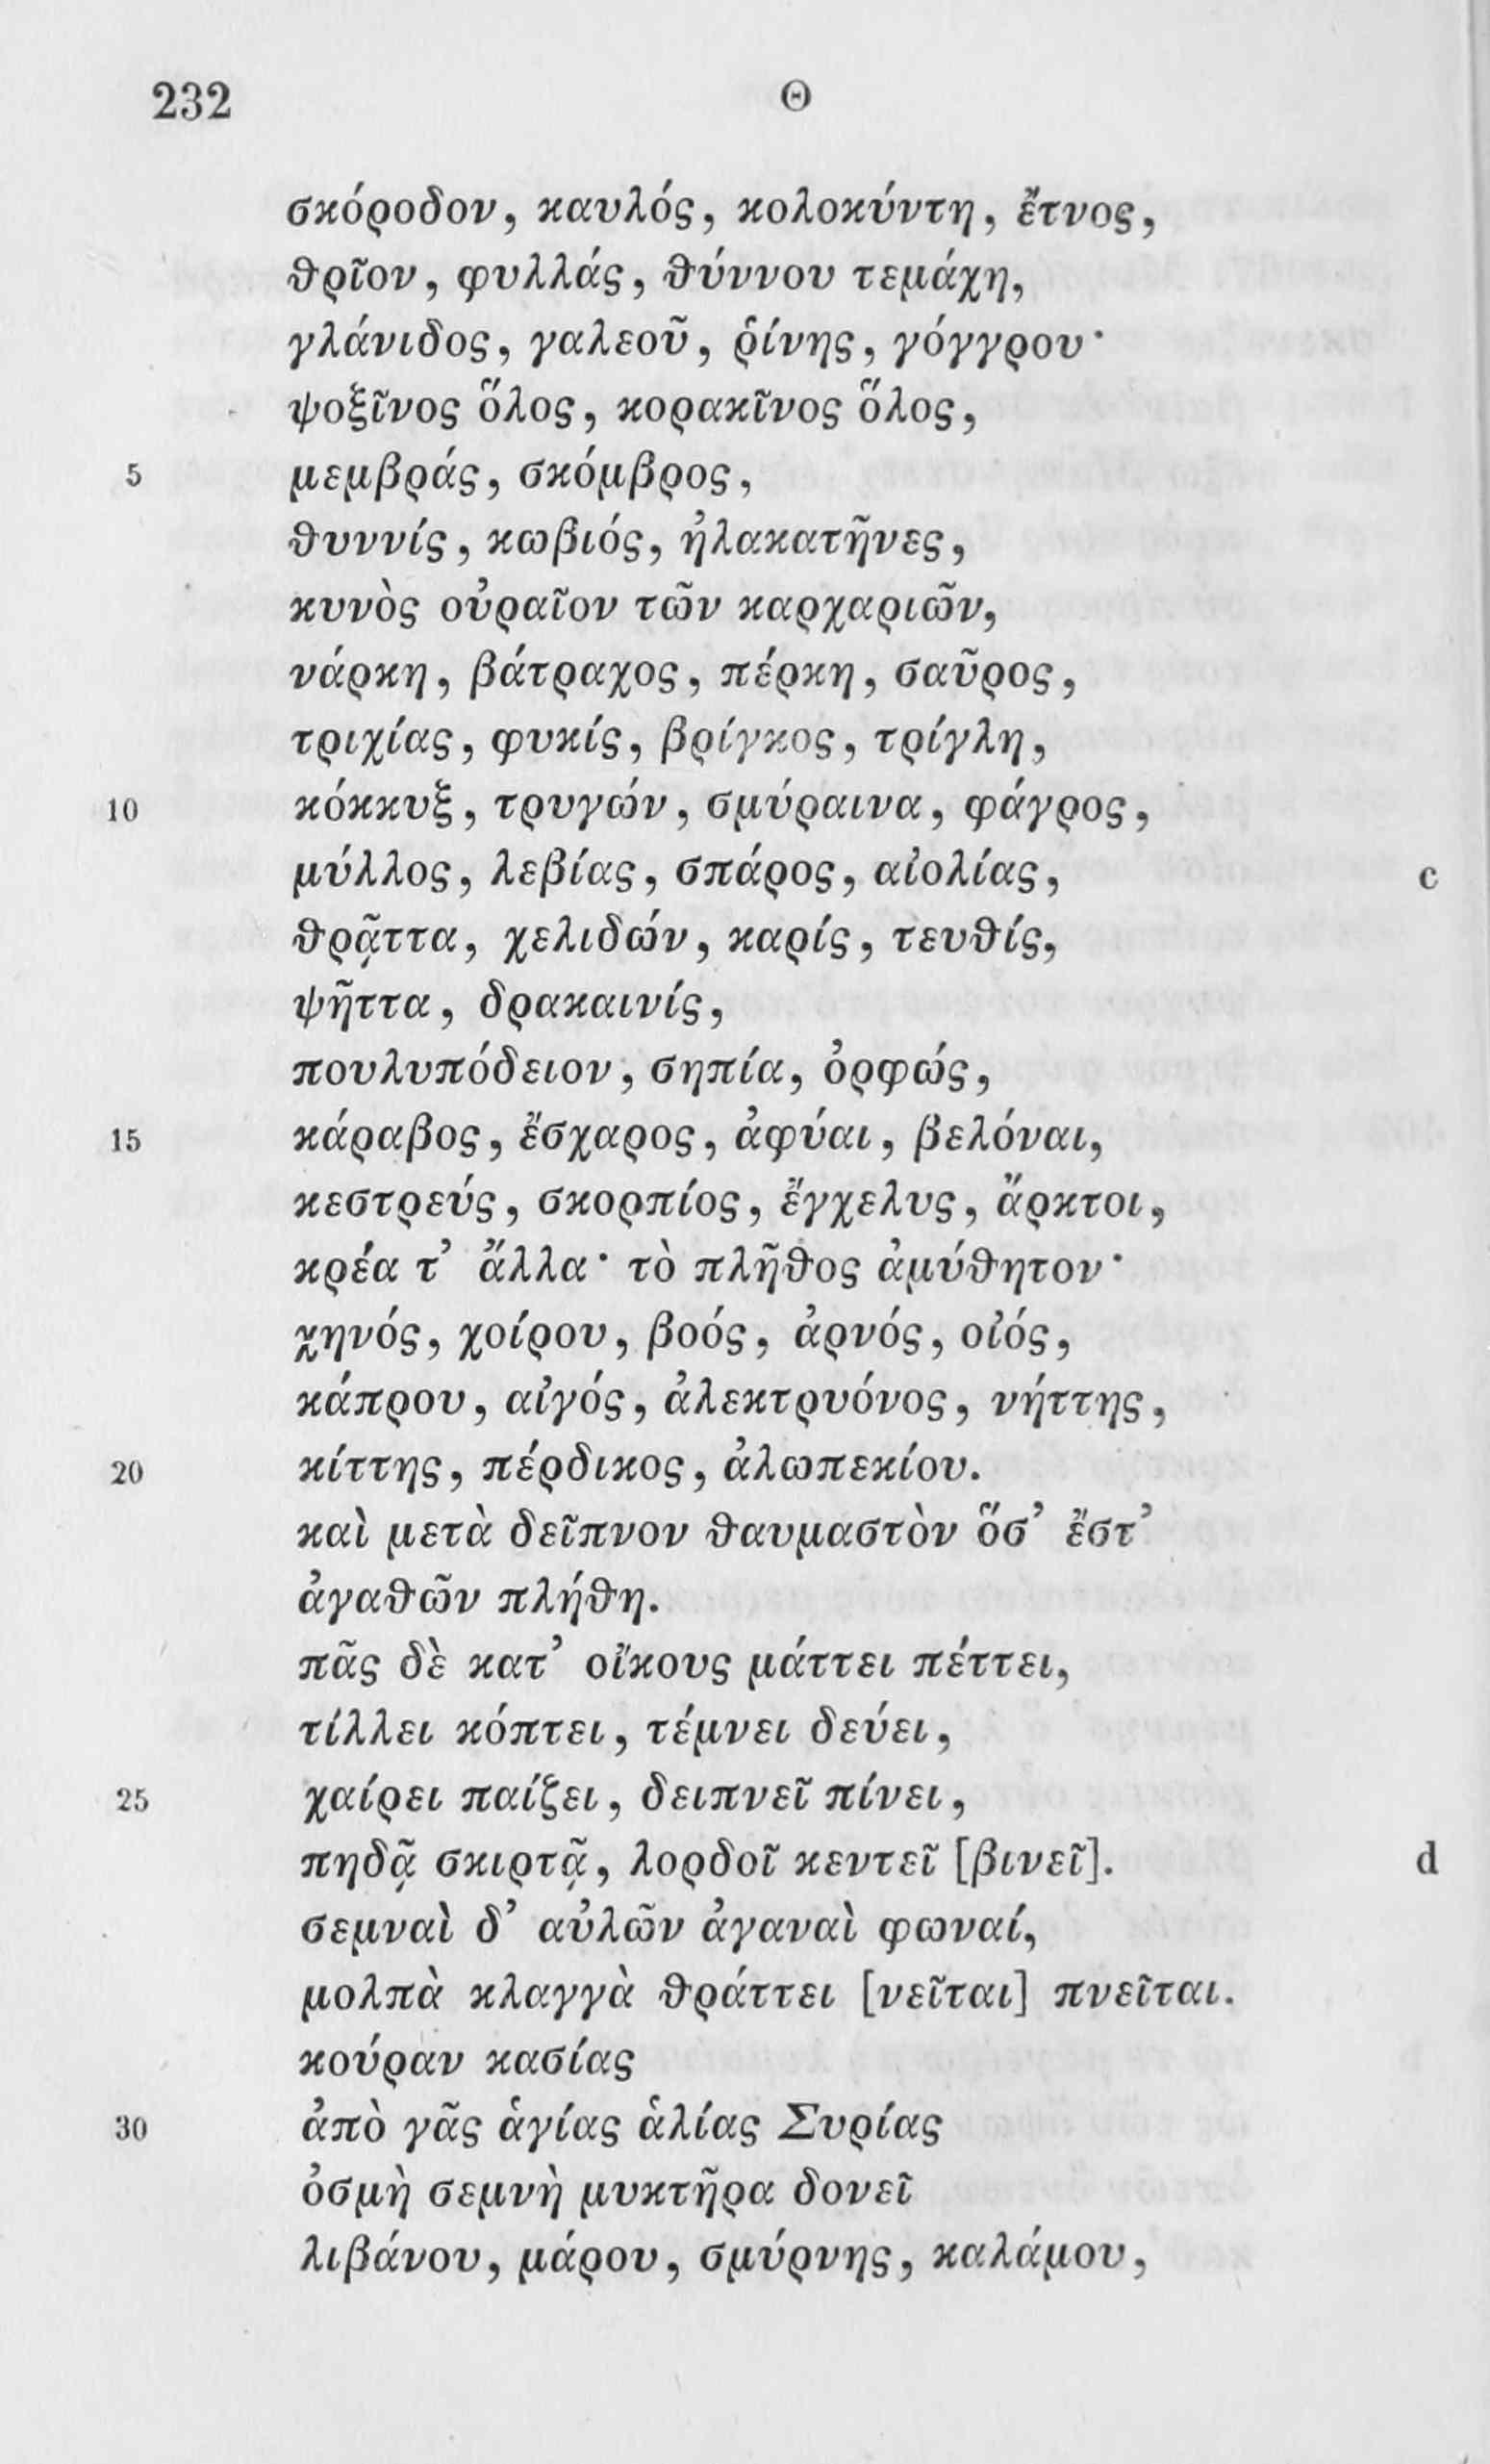 232 Θ
σκόροδον, καυλός, κολοκύντη, ἔτνος,
θρῖον, φυλλάς, θύννου τεμάχη,
γλάνιδος, γαλεοῦ, ῥίνης, γόγγρου·
ψοξῖνος ὅλος, κορακῖνος ὅλος,
5 μεμβράς, σκόμβρος,
θυννίς, κωβιός, ἠλακατῆνες,
κυνὸς οὐραῖον τῶν καρχαριῶν,
νάρκη, βάτραχος, πέρκη, σαῦρος,
τριχίας, φυκίς, βρίγκος, τρίγλη,
10 κόκκυξ, τρυγών, σμύραινα, φάγρος,
μύλλος, λεβίας, σπάρος, αἰολίας, c
θρᾷττα, χελιδών, καρίς, τευθίς,
ψῆττα, δρακαινίς,
πουλυπόδειον, σηπία, ὀρφώς,
15 κάραβος, ἔσχαρος, ἀφύαι, βελόναι,
κεστρεύς, σκορπίος, ἔγχελυς, ἄρκτοι,
κρέα τ’ ἄλλα· τὸ πλῆθος ἀμύθητον·
χηνός, χοίρου, βοός, ἀρνός, οἰός,
κάπρου, αἰγός, ἀλεκτρυόνος, νήττης,
20 κίττης, πέρδικος, ἀλωπεκίου.
καὶ μετὰ δεῖπνον θαυμαστὸν ὅσ’ ἔστ’
ἀγαθῶν πλήθη.
πᾶς δὲ κατ’ οἴκους μάττει πέττει,
τίλλει κόπτει, τέμνει δεύει,
25 χαίρει παίζει, δειπνεῖ πίνει,
πηδᾷ σκιρτᾷ, λορδοῖ κεντεῖ [βινεῖ]. d
σεμναὶ δ’ αὐλῶν ἀγαναὶ φωναί,
μολπὰ κλαγγὰ θράττει [νεῖται] πνεῖται.
κούραν κασίας
30 ἀπὸ γᾶς ἁγίας ἁλίας Συρίας
ὀσμὴ σεμνὴ μυκτῆρα δονεῖ
λιβάνου, μάρου, σμύρνης, καλάμου,